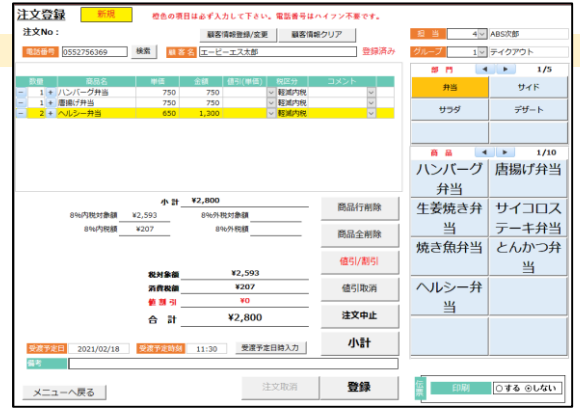 注文登録 新規 橙色の項目は必ず入力して下さい。電話番号はハイフン不要です。
注文No： 顧客情報登録/変更 顧客情報クリア 担 当 4 ABS次郎
電話番号 0552756369 検索 顧 客 名 エービーエス太郎 登録済み グループ 1 テイクアウト
部 門 1/5
弁当 サイド
サラダ デザート
数量 商品名 単価 金額 値引(単価) 税区分 コメント
− 1 + ハンバーグ弁当 750 750 軽減内税
− 1 + 唐揚げ弁当 750 750 軽減内税
− 2 + ヘルシー弁当 650 1,300 軽減内税
商 品 1/10
ハンバーグ弁当 唐揚げ弁当
生姜焼き弁当 サイコロステーキ弁当
焼き魚弁当 とんかつ弁当
ヘルシー弁当
小 計 ¥2,800 商品行削除
8%内税対象額 ¥2,593 8%外税対象額
8%内税額 ¥207 8%外税額 商品全削除
値引/割引
税対象額 ¥2,593
消費税額 ¥207 値引取消
値 割 引 ¥0
合 計 ¥2,800 注文中止
受渡予定日 2021/02/18 受渡予定時刻 11:30 受渡予定日時入力 小計
備考
メニューへ戻る 注文取消 登録 伝票 印刷 する しない